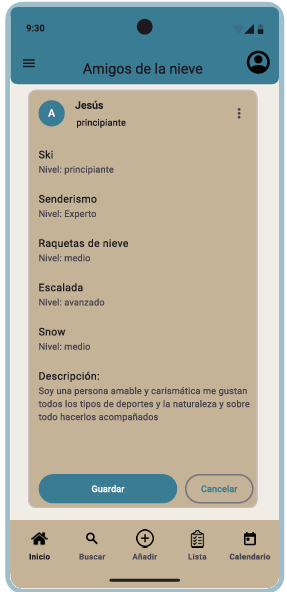 9:30
Amigos de la nieve
A
Jesús
principiante
Ski
Nivel: principiante
Senderismo
Nivel: Experto
Raquetas de nieve
Nivel: medio
Escalada
Nivel: avanzado
Snow
Nivel: medio
Descripción:
Soy una persona amable y carismática me gustan
todos los tipos de deportes y la naturaleza y sobre
todo hacerlos acompañados
Guardar Cancelar
Inicio Buscar Añadir Lista Calendario